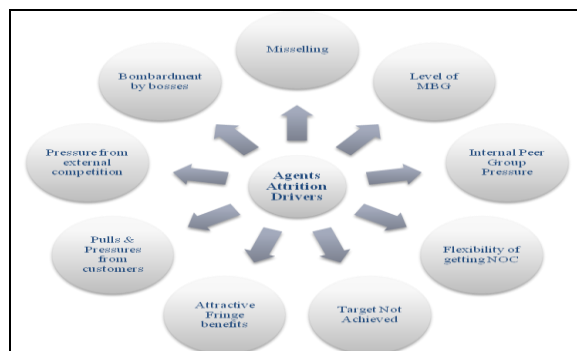 Misselling
Level of
MBG
Internal Peer
Group
Pressure
Flexibility of
getting NOC
Target Not
Achieved
Attractive
Fringe
benefits
Pulls &
Pressures
from
customers
Pressure from
external
competition
Bombardment
by bosses
Agents
Attrition
Drivers